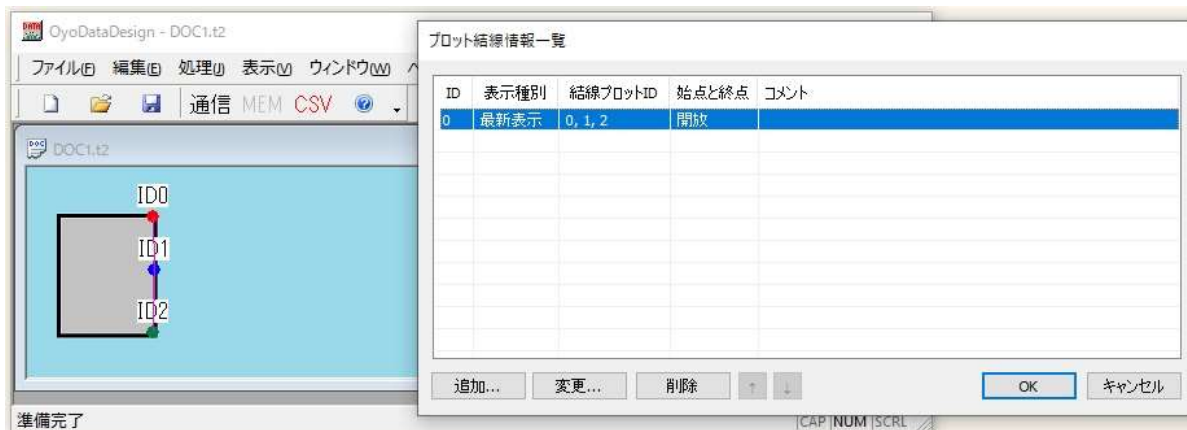 OyoDataDesign - DOC1.t2
ファイル(F) 編集(E) 処理(J) 表示(V) ウィンドウ(W)
通信 MEM CSV
DOC1.t2
ID0
ID1
ID2
準備完了
プロット結線情報一覧
ID 表示種別 結線プロットID 始点と終点 コメント
0 最新表示 0, 1, 2 開放
追加... 変更... 削除 ↑ ↓ OK キャンセル
CAP NUM SCRL